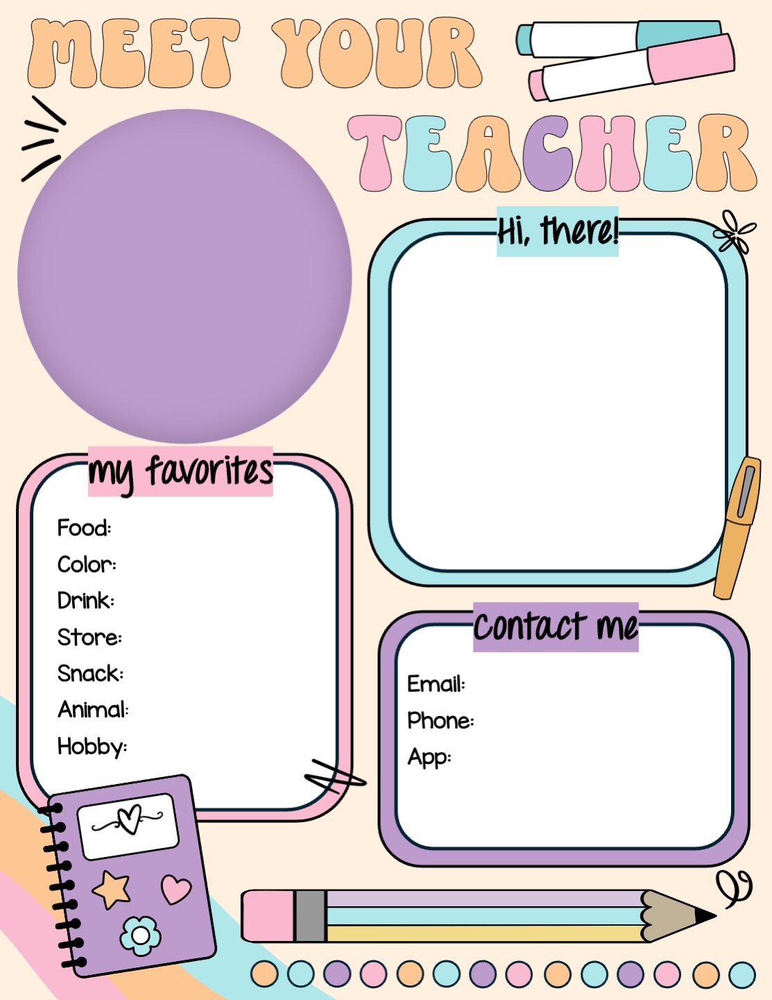 MEET YOUR
TEACHER
Hi, there!
my favorites
Food:
Color:
Drink:
Store:
Snack:
Animal:
Hobby:
Contact me
Email:
Phone:
App: